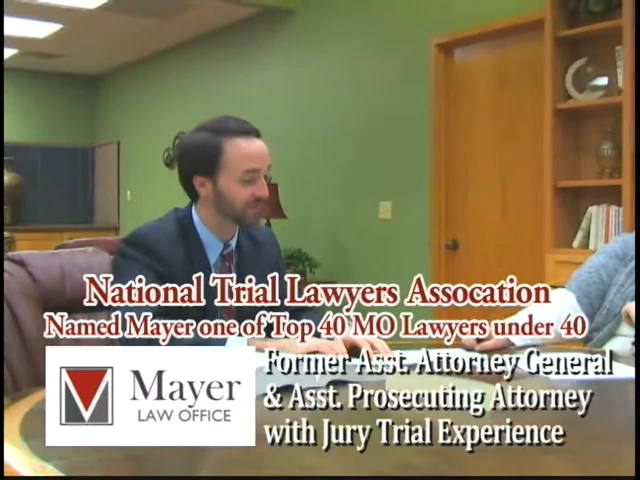 National Trial Lawyers Assocation
Named Mayer one of Top 40 MO Lawyers under 40
Mayer
LAW OFFICE
Former Asst. Attorney General
& Asst. Prosecuting Attorney
with Jury Trial Experience